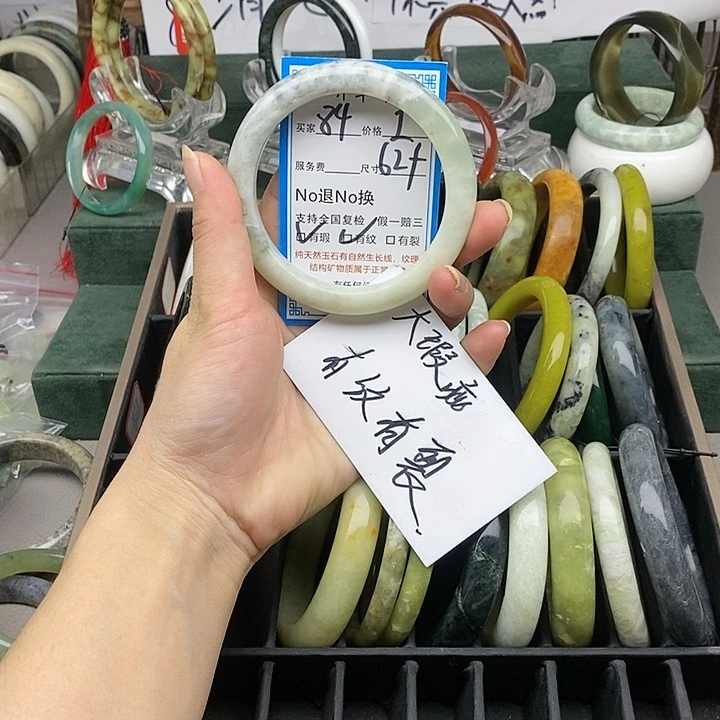 买家 84 价格 1
服务费 尺寸 62+
No退No换
支持全国复检 假一赔三
☑有瑕 ☑有纹 口有裂
纯天然玉石有自然生长线,纹理
结构矿物质属于正常
大瑕疵
有纹有裂.